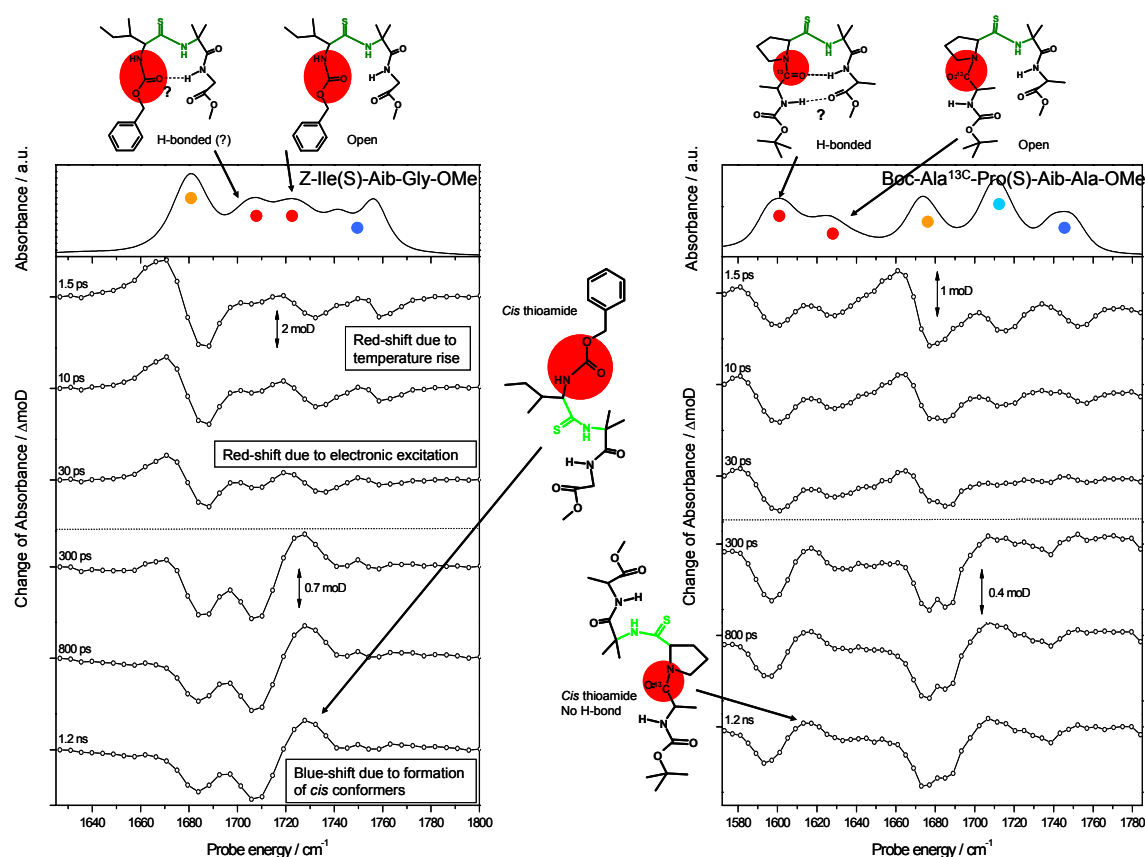 H-bonded (?)
Open
Z-Ile(S)-Aib-Gly-OMe
Absorbance / a.u.
1.5 ps
2 moD
Red-shift due to
temperature rise
10 ps
Red-shift due to electronic excitation
30 ps
300 ps
0.7 moD
800 ps
1.2 ns
Blue-shift due to formation
of cis conformers
Change of Absorbance / ΔmoD
1640 1660 1680 1700 1720 1740 1760 1780 1800
Probe energy / cm⁻¹
Cis thioamide
Cis thioamide
No H-bond
H-bonded
Open
Boc-Ala¹³ᶜ-Pro(S)-Aib-Ala-OMe
Absorbance / a.u.
1.5 ps
1 moD
10 ps
30 ps
300 ps
0.4 moD
800 ps
1.2 ns
Change of Absorbance / ΔmoD
1580 1600 1620 1640 1660 1680 1700 1720 1740 1760 1780
Probe energy / cm⁻¹